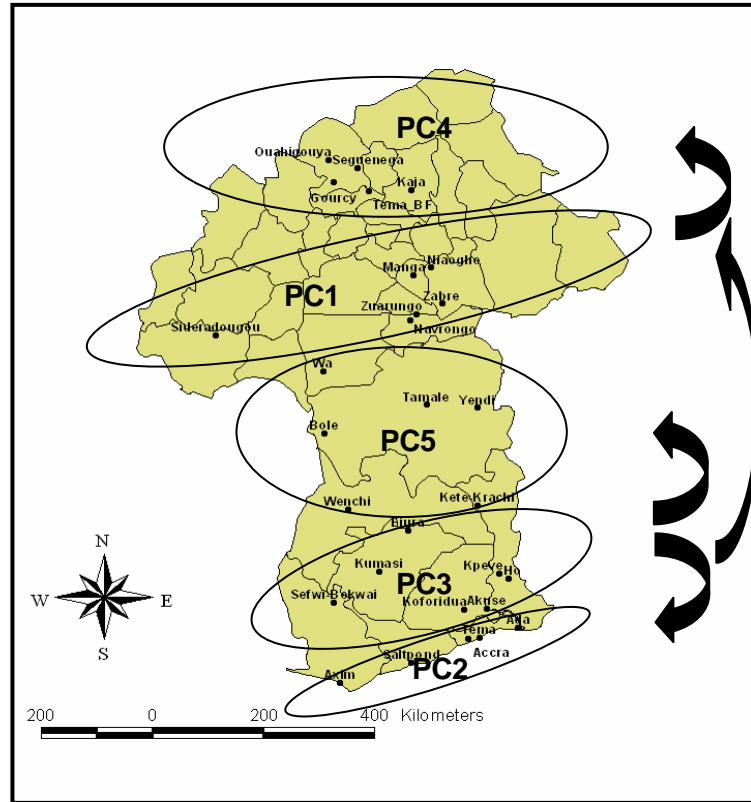 PC4
Ouahigouya
Seguenega
Kaja
Gourcy
Tema_BF
Niaoghe
Manga
PC1
Zabre
Zuarungo
Sideradougou
Navrongo
Wa
Tamale
Yendi
Bole
PC5
Wenchi
Kete-Krachi
Biura
Kumasi
Kpeve
Ho
PC3
Sefwi-Bekwai
Koforidua
Akuse
Ada
Tema
Accra
Saltpond
PC2
Axim
N
W
E
S
200 0 200 400 Kilometers